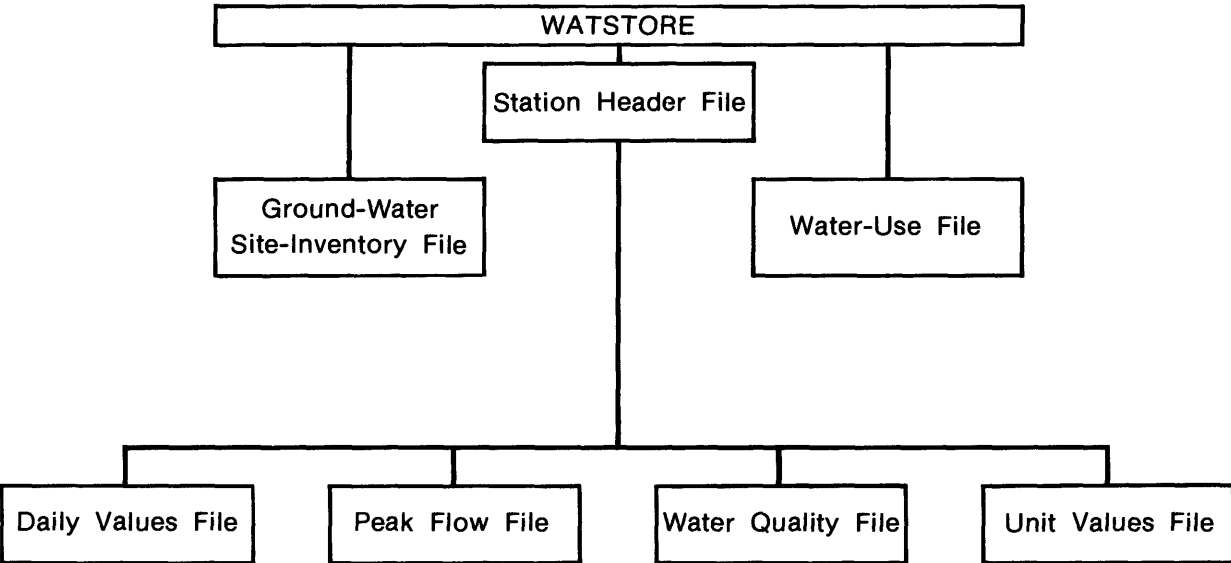 WATSTORE
Station Header File
Ground-Water
Site-Inventory File
Water-Use File
Daily Values File
Peak Flow File
Water Quality File
Unit Values File